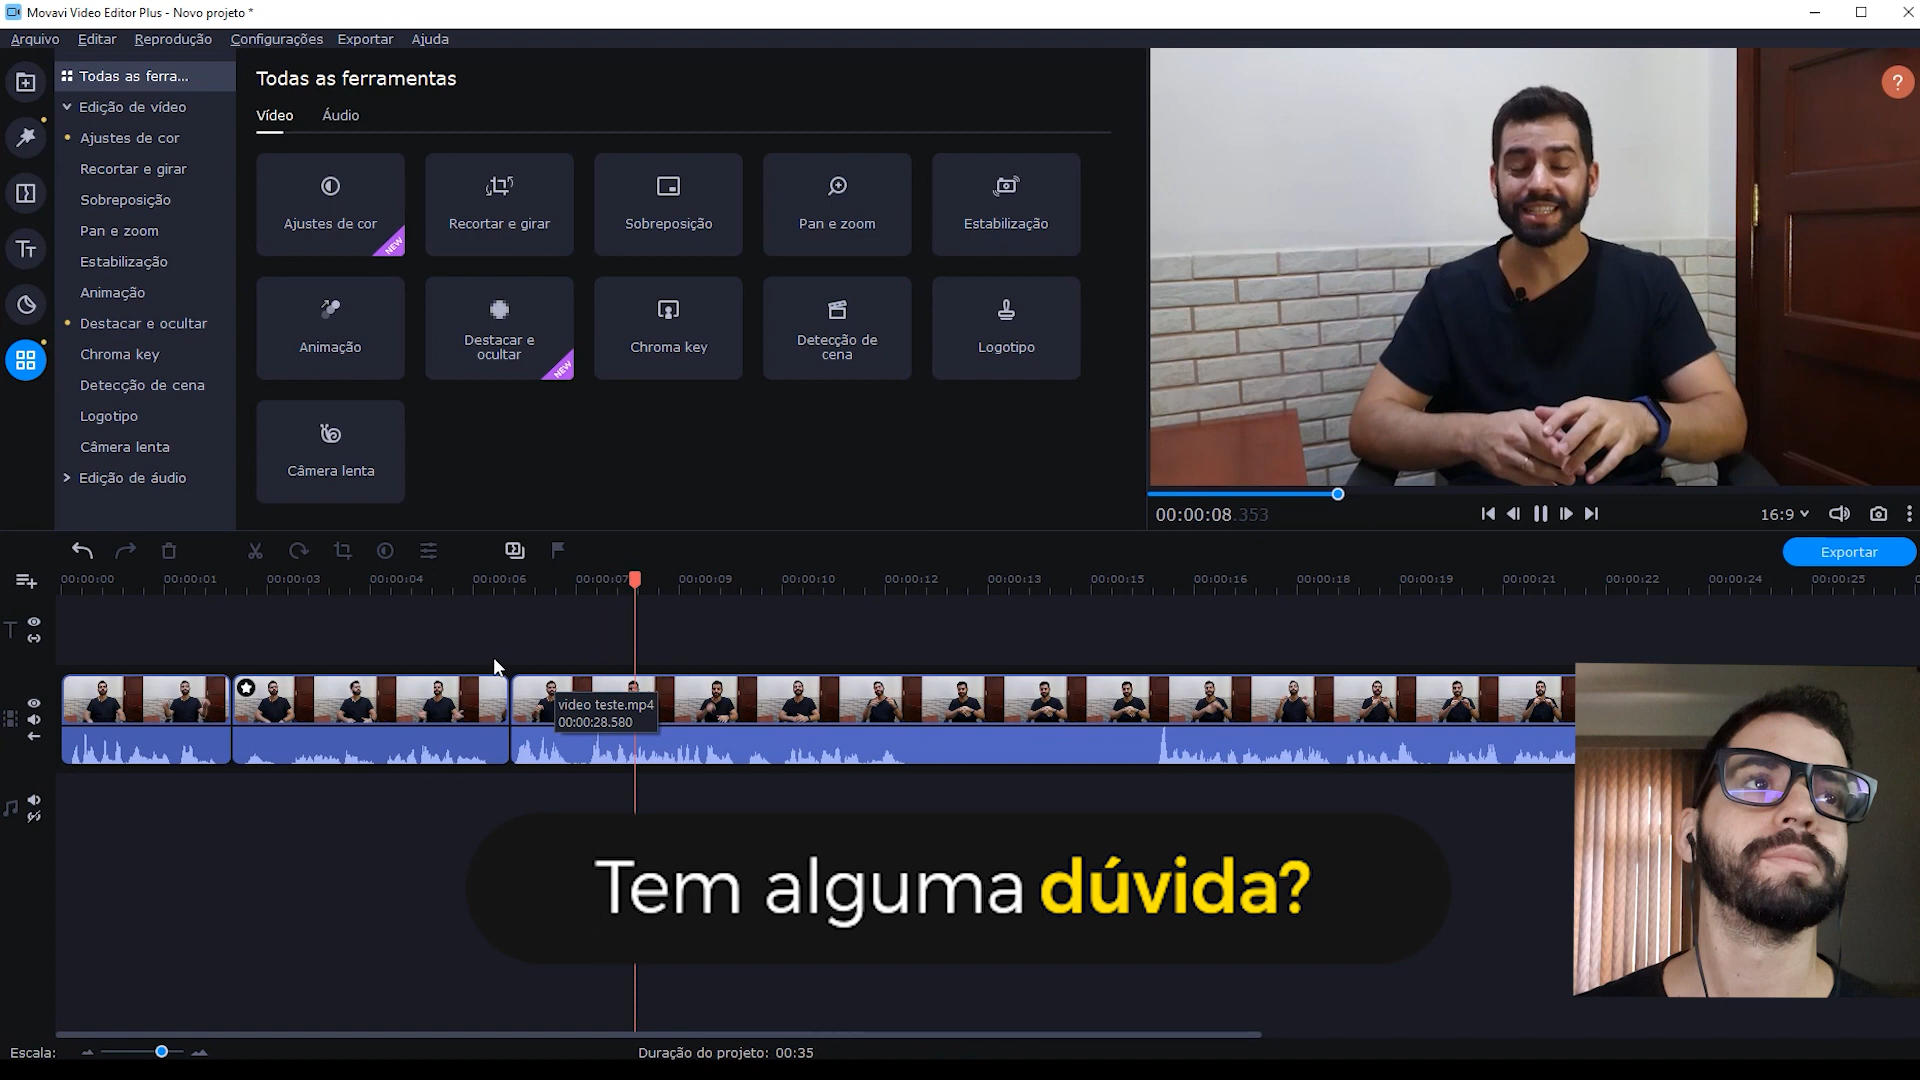 Movavi Video Editor Plus - Novo projeto *
Arquivo Editar Reprodução Configurações Exportar Ajuda
Todas as ferra...
Edição de vídeo
Ajustes de cor
Recortar e girar
Sobreposição
Pan e zoom
Estabilização
Animação
Destacar e ocultar
Chroma key
Detecção de cena
Logotipo
Câmera lenta
Edição de áudio
Todas as ferramentas
Vídeo Áudio
Ajustes de cor
NEW
Recortar e girar
Sobreposição
Pan e zoom
Estabilização
Animação
Destacar e
ocultar
NEW
Chroma key
Detecção de
cena
Logotipo
Câmera lenta
?
00:00:08.353
16:9
Exportar
00:00:00 00:00:01 00:00:03 00:00:04 00:00:06 00:00:07 00:00:09 00:00:10 00:00:12 00:00:13 00:00:15 00:00:16 00:00:18 00:00:19 00:00:21 00:00:22 00:00:24 00:00:25
video teste.mp4
00:00:28.580
Tem alguma dúvida?
Escala:
Duração do projeto: 00:35